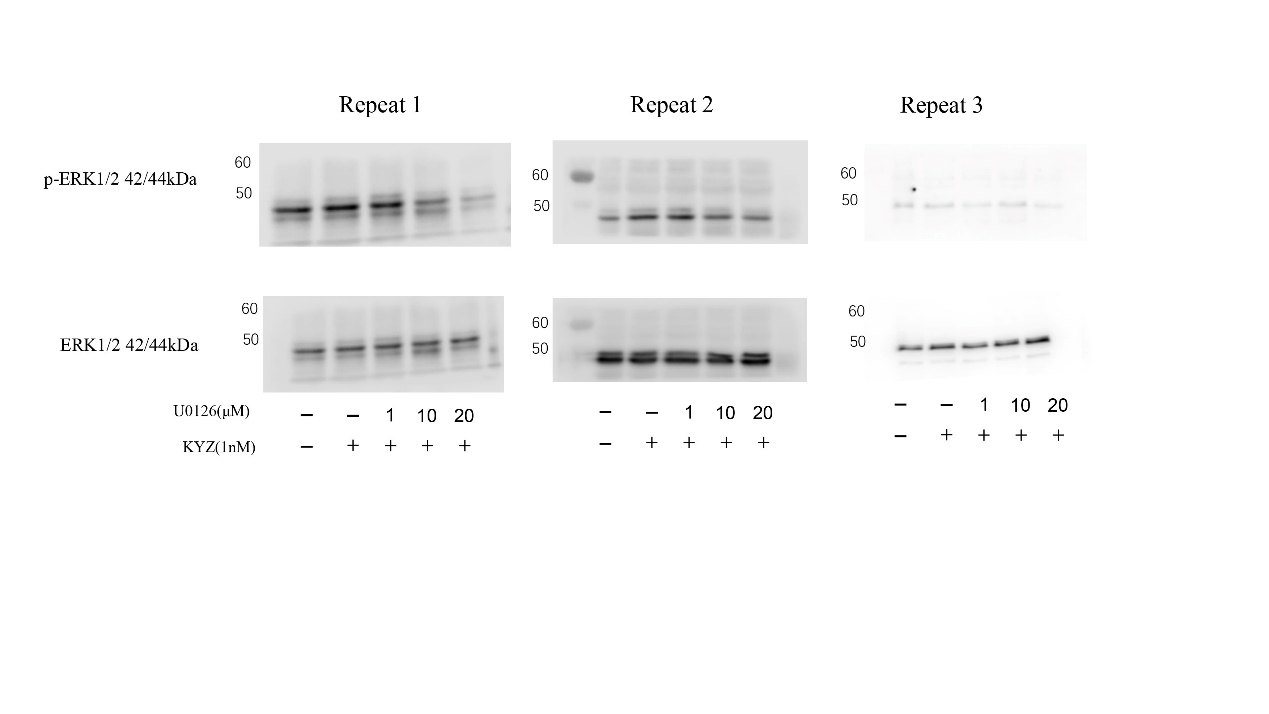 Repeat 1 Repeat 2 Repeat 3
p-ERK1/2 42/44kDa
60
50
60
50
60
50
ERK1/2 42/44kDa
60
50
60
50
60
50
U0126(μM) – – 1 10 20 – – 1 10 20 – – 1 10 20
KYZ(1nM) – + + + + – + + + + – + + + +